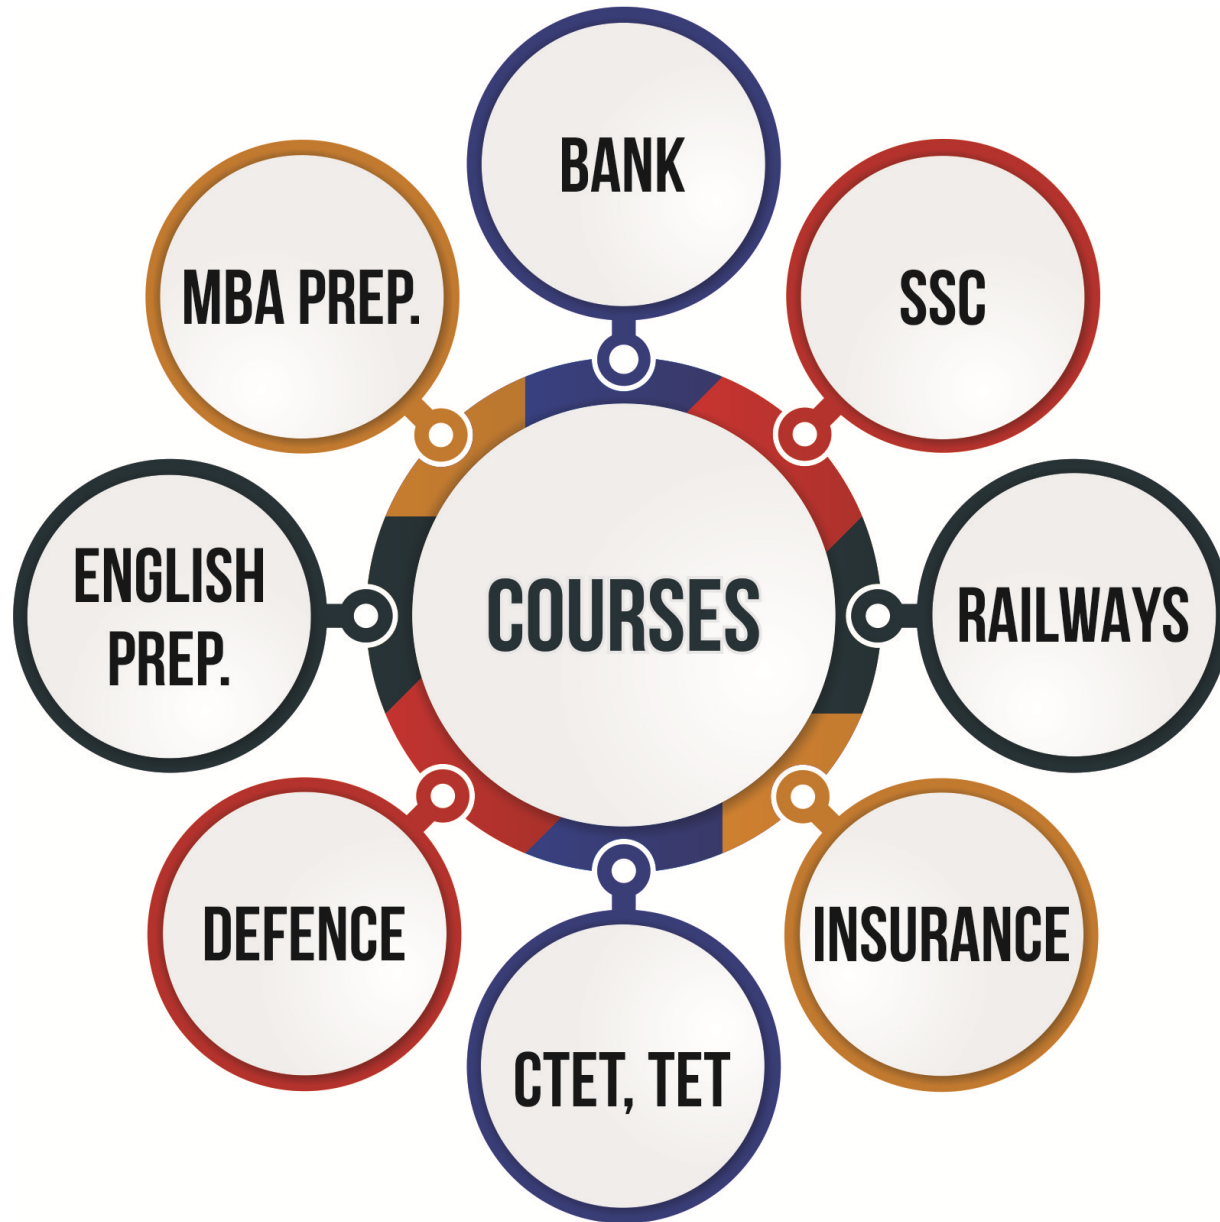 BANK
SSC
RAILWAYS
INSURANCE
CTET, TET
DEFENCE
ENGLISH
PREP.
MBA PREP.
COURSES